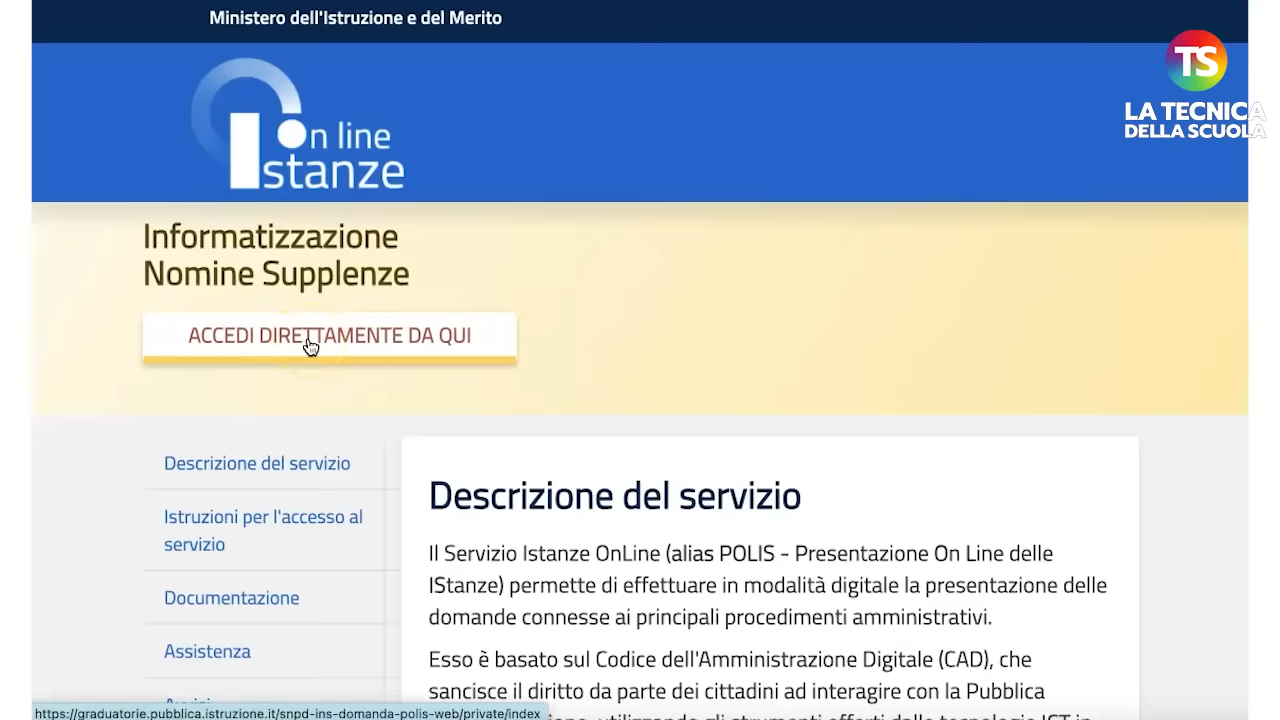 Ministero dell'Istruzione e del Merito
TS
LA TECNICA
DELLA SCUOLA
On line
Istanze
Informatizzazione
Nomine Supplenze
ACCEDI DIRETTAMENTE DA QUI
Descrizione del servizio
Istruzioni per l'accesso al
servizio
Documentazione
Assistenza
Descrizione del servizio
Il Servizio Istanze OnLine (alias POLIS - Presentazione On Line delle
IStanze) permette di effettuare in modalità digitale la presentazione delle
domande connesse ai principali procedimenti amministrativi.
Esso è basato sul Codice dell'Amministrazione Digitale (CAD), che
sancisce il diritto da parte dei cittadini ad interagire con la Pubblica
https://graduatorie.pubblica.istruzione.it/snpd-ins-domanda-polis-web/private/index